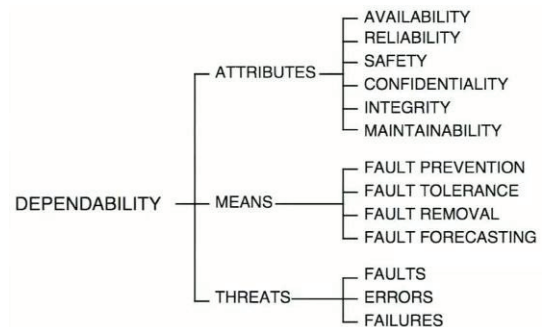 DEPENDABILITY
ATTRIBUTES
AVAILABILITY
RELIABILITY
SAFETY
CONFIDENTIALITY
INTEGRITY
MAINTAINABILITY
MEANS
FAULT PREVENTION
FAULT TOLERANCE
FAULT REMOVAL
FAULT FORECASTING
THREATS
FAULTS
ERRORS
FAILURES